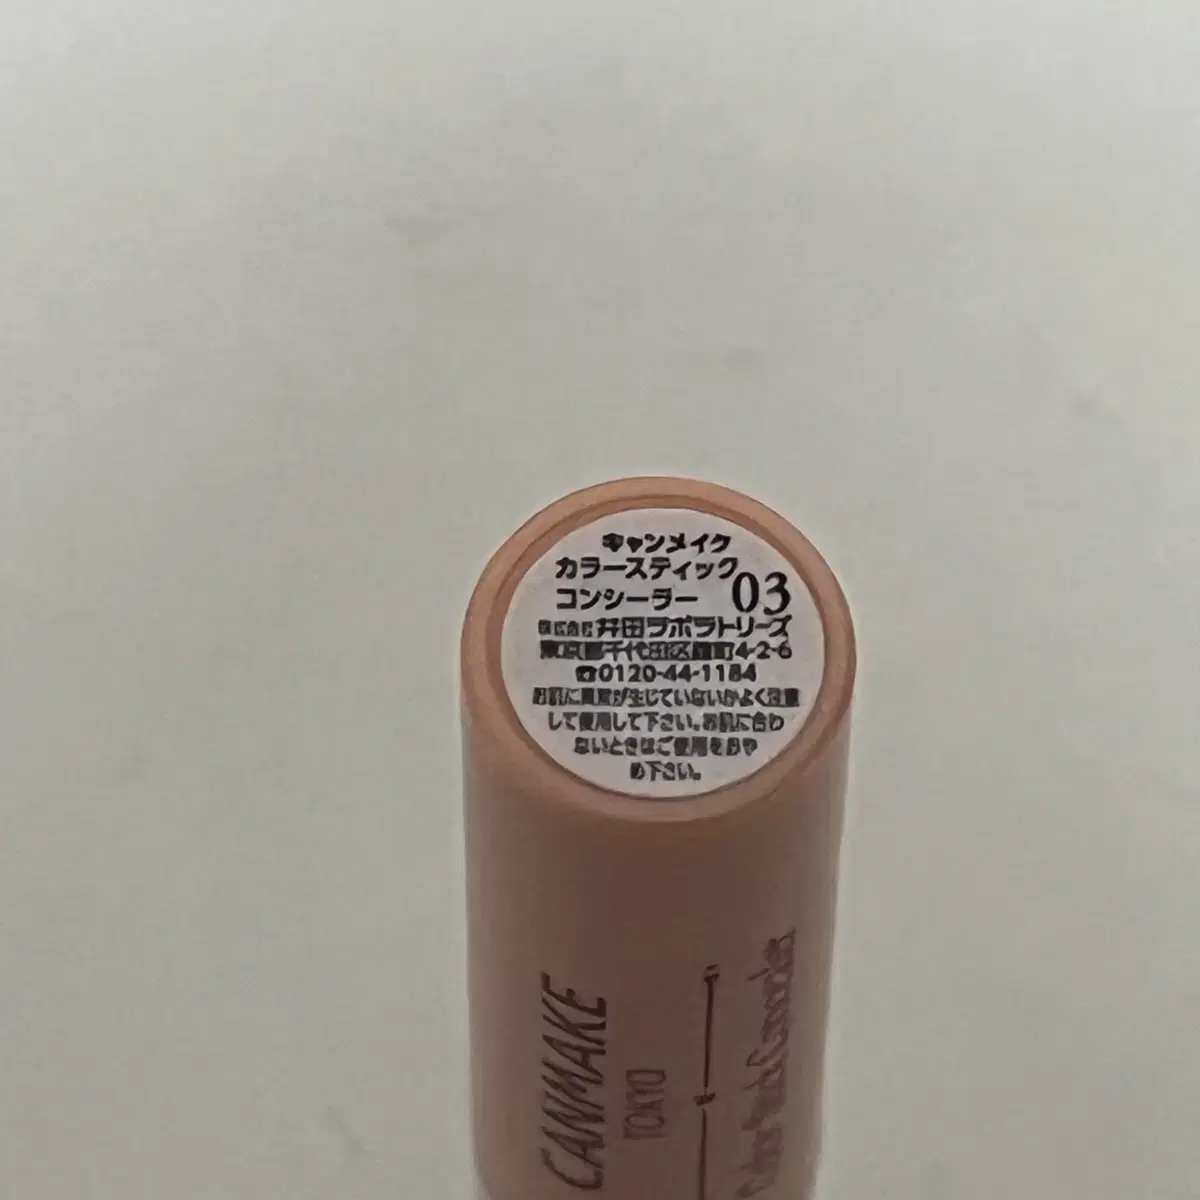 キャンメイク
カラースティック
コンシーラー 03
株式会社 井田ラボラトリーズ
東京都千代田区 4-2-6
☎0120-44-1184
お肌に異常が生じていないかよく注意
して使用して下さい。お肌に合わ
ないときはご使用をおや
め下さい。
CANMAKE
TOKYO
Color Stick Concealer